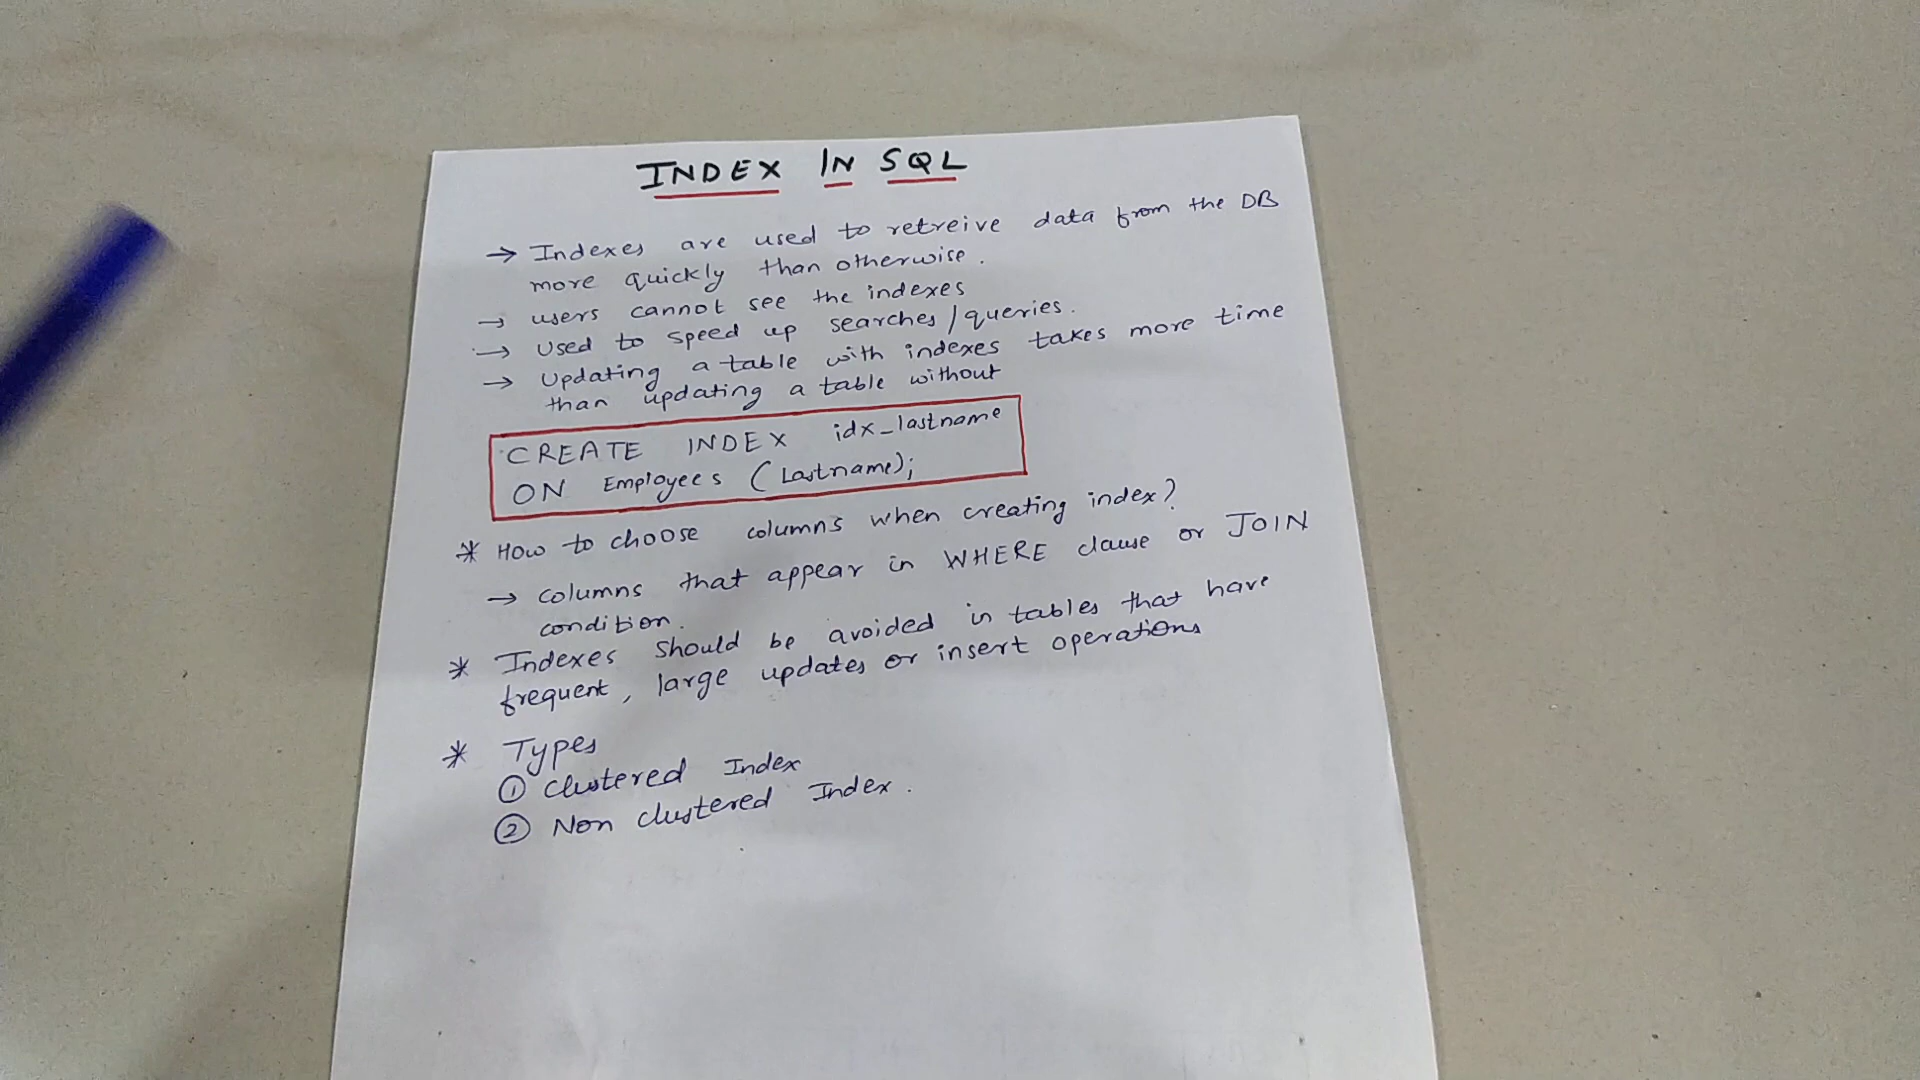 INDEX IN SQL
→ Indexes are used to retreive data from the DB
more quickly than otherwise.
→ users cannot see the indexes
→ Used to speed up searches/queries.
→ Updating a table with indexes takes more time
than updating a table without
CREATE INDEX idx_lastname
ON Employees (Lastname);
* How to choose columns when creating index?
→ columns that appear in WHERE clause or JOIN
condition.
* Indexes should be avoided in tables that have
frequent, large updates or insert operations
* Types
① Clustered Index
② Non clustered Index.